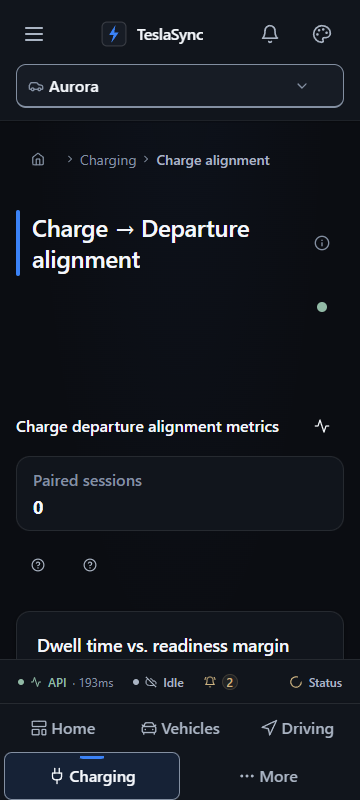 TeslaSync
Aurora
Charging
Charge alignment
Charge → Departure
alignment
Charge departure alignment metrics
Paired sessions
0
Dwell time vs. readiness margin
API · 193ms
Idle
2
Status
Home
Vehicles
Driving
Charging
More